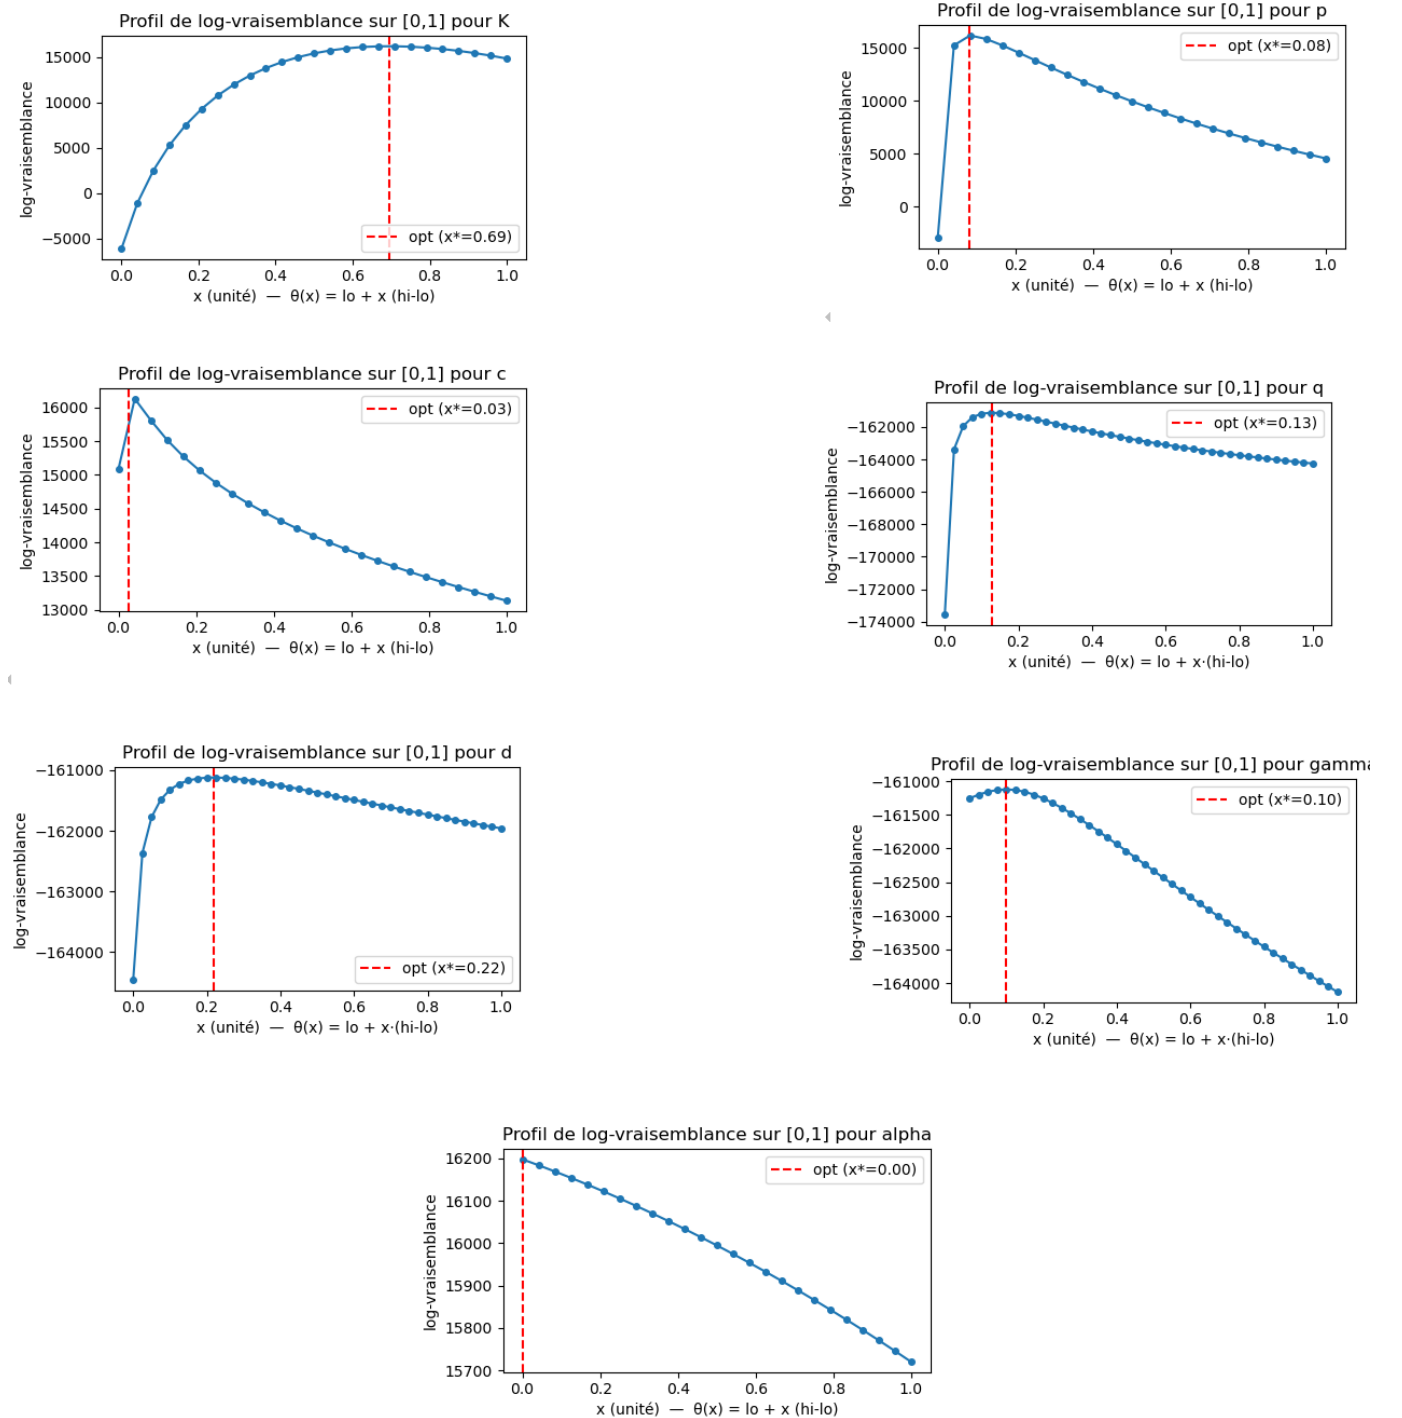 Profil de log-vraisemblance sur [0,1] pour K
log-vraisemblance
15000
10000
5000
0
−5000
opt (x*=0.69)
0.0 0.2 0.4 0.6 0.8 1.0
x (unité) — θ(x) = lo + x (hi-lo)
Profil de log-vraisemblance sur [0,1] pour p
log-vraisemblance
15000
10000
5000
0
opt (x*=0.08)
0.0 0.2 0.4 0.6 0.8 1.0
x (unité) — θ(x) = lo + x (hi-lo)
Profil de log-vraisemblance sur [0,1] pour c
log-vraisemblance
16000
15500
15000
14500
14000
13500
13000
opt (x*=0.03)
0.0 0.2 0.4 0.6 0.8 1.0
x (unité) — θ(x) = lo + x (hi-lo)
Profil de log-vraisemblance sur [0,1] pour q
log-vraisemblance
−162000
−164000
−166000
−168000
−170000
−172000
−174000
opt (x*=0.13)
0.0 0.2 0.4 0.6 0.8 1.0
x (unité) — θ(x) = lo + x·(hi-lo)
Profil de log-vraisemblance sur [0,1] pour d
log-vraisemblance
−161000
−162000
−163000
−164000
opt (x*=0.22)
0.0 0.2 0.4 0.6 0.8 1.0
x (unité) — θ(x) = lo + x·(hi-lo)
Profil de log-vraisemblance sur [0,1] pour gamma
log-vraisemblance
−161000
−161500
−162000
−162500
−163000
−163500
−164000
opt (x*=0.10)
0.0 0.2 0.4 0.6 0.8 1.0
x (unité) — θ(x) = lo + x·(hi-lo)
Profil de log-vraisemblance sur [0,1] pour alpha
log-vraisemblance
16200
16100
16000
15900
15800
15700
opt (x*=0.00)
0.0 0.2 0.4 0.6 0.8 1.0
x (unité) — θ(x) = lo + x (hi-lo)